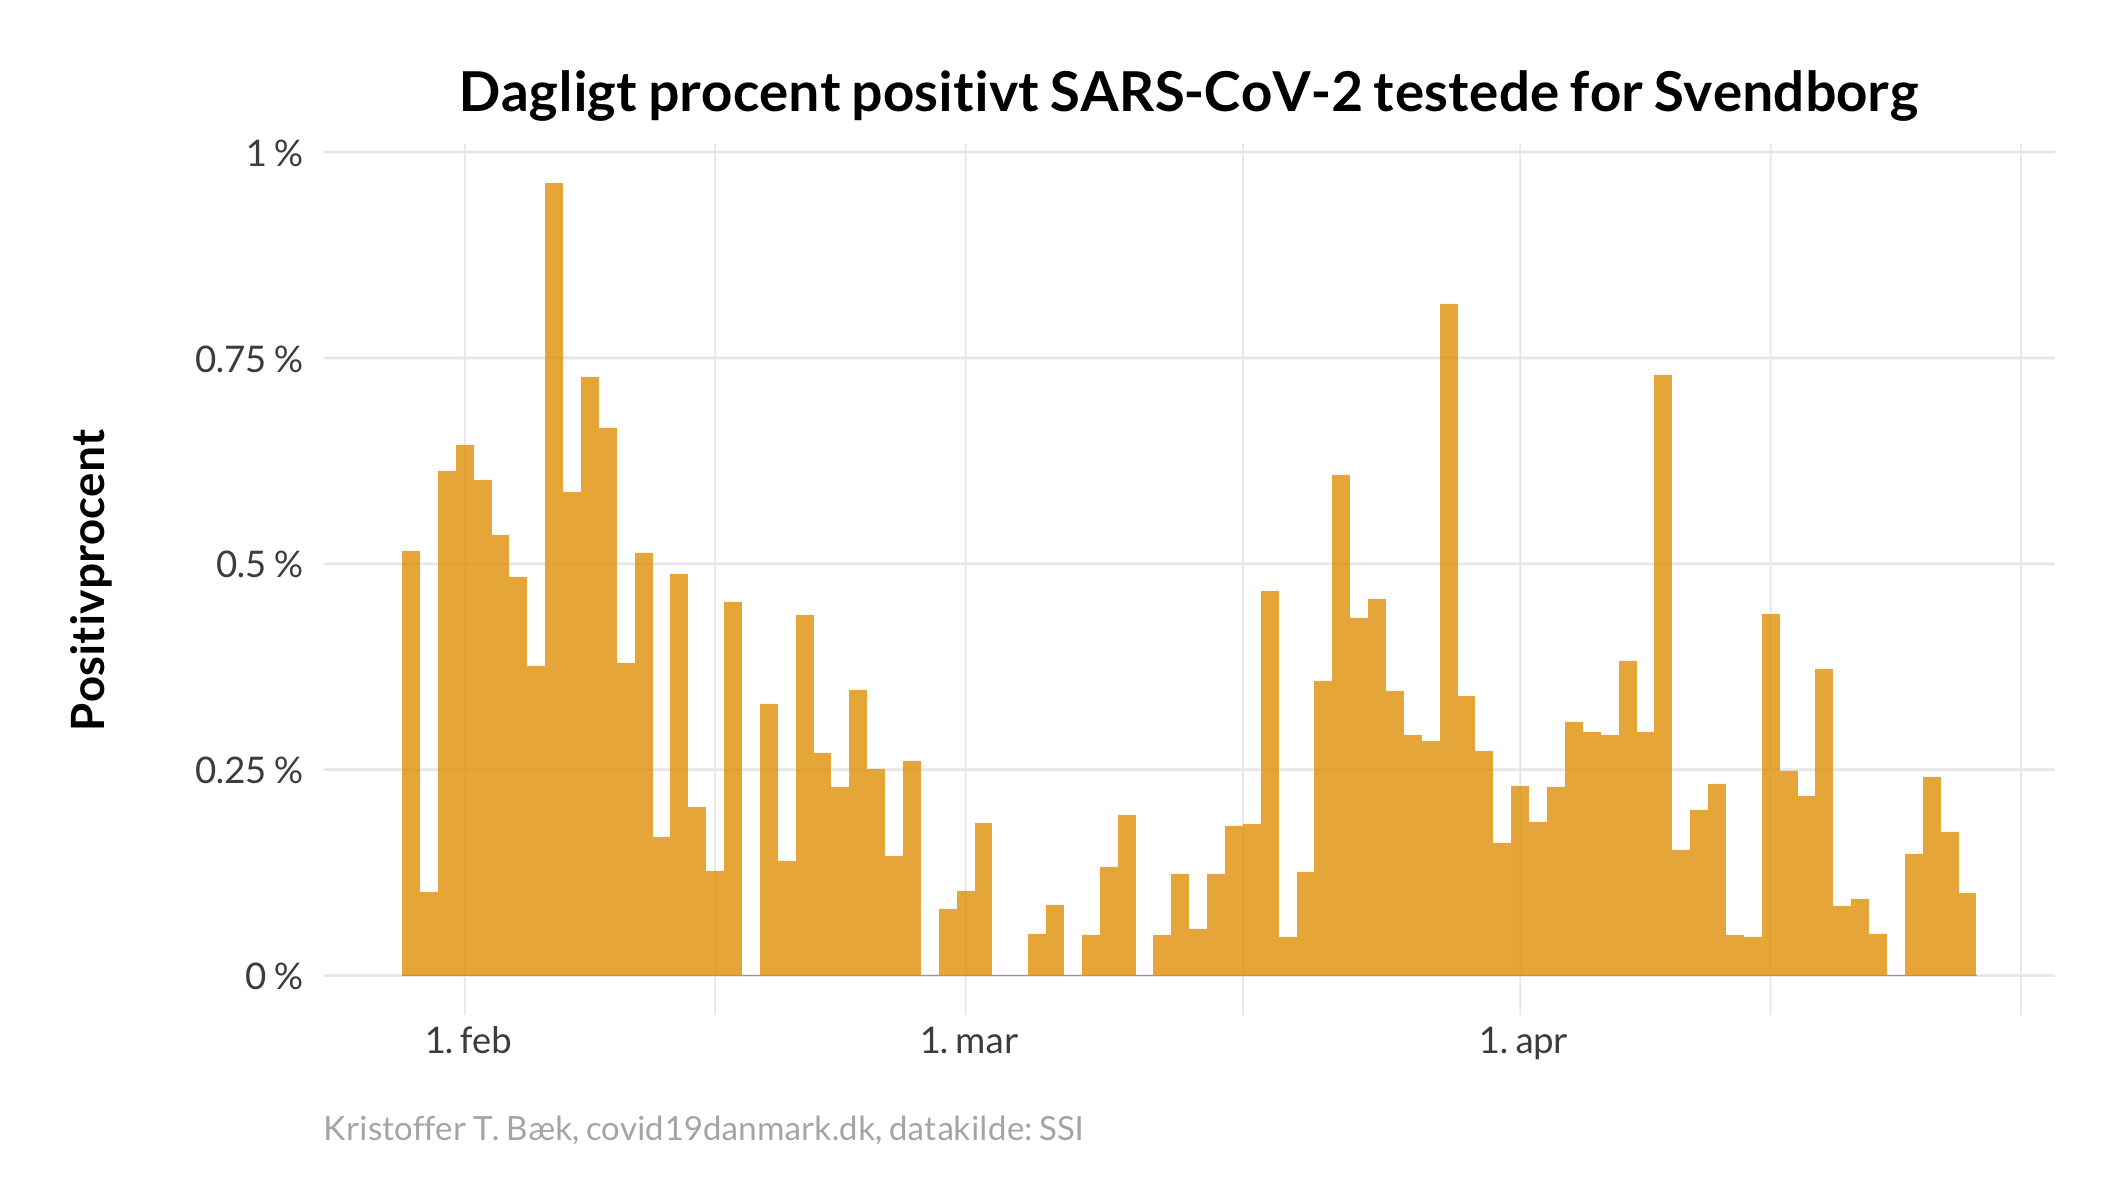 Dagligt procent positivt SARS-CoV-2 testede for Svendborg
Positivprocent
1 %
0.75 %
0.5 %
0.25 %
0 %
1. feb
1. mar
1. apr
Kristoffer T. Bæk, covid19danmark.dk, datakilde: SSI